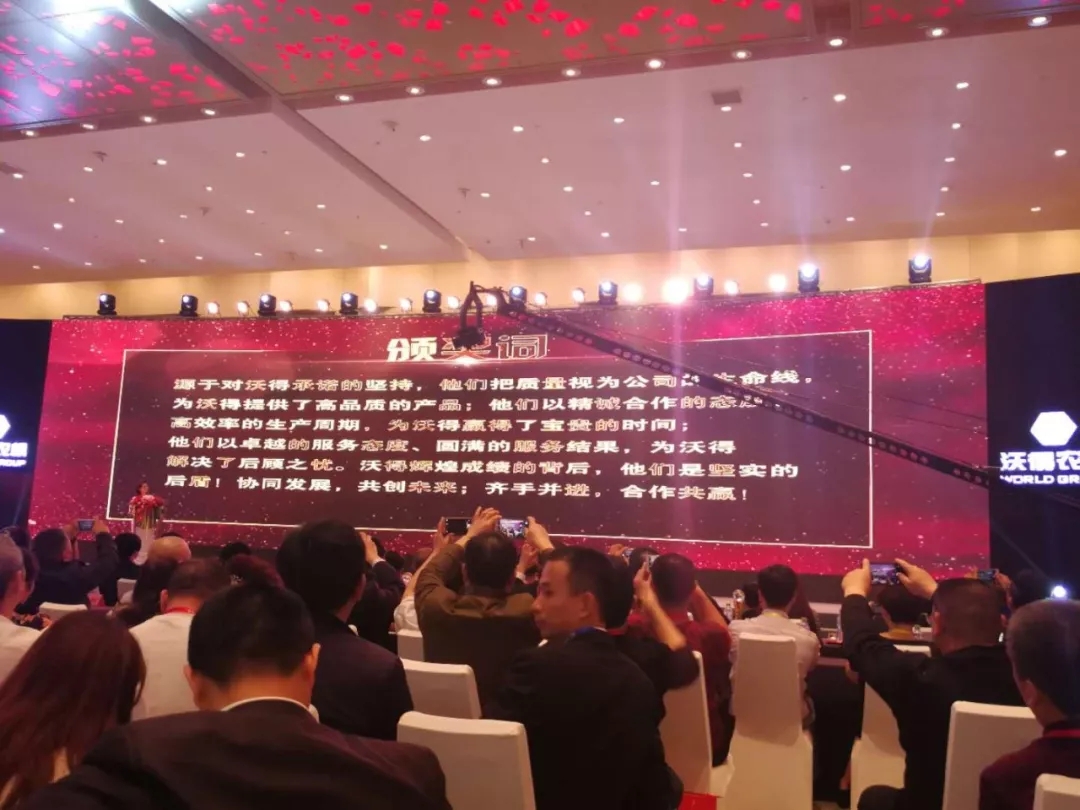 颁奖词
源于对沃得承诺的坚持，他们把质量视为公司的生命线，
为沃得提供了高品质的产品；他们以精诚合作的态度
高效率的生产周期，为沃得赢得了宝贵的时间；
他们以卓越的服务态度、圆满的服务结果，为沃得
解决了后顾之忧。沃得辉煌成绩的背后，他们是坚实的
后盾！协同发展，共创未来；齐手并进，合作共赢！
农机
GROUP
沃得农
WORLD GR